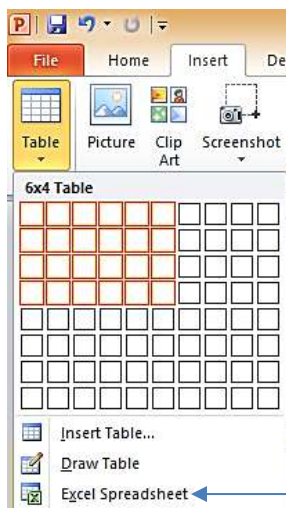 P
File Home Insert De
Table Picture Clip Art Screenshot
6x4 Table
Insert Table...
Draw Table
Excel Spreadsheet